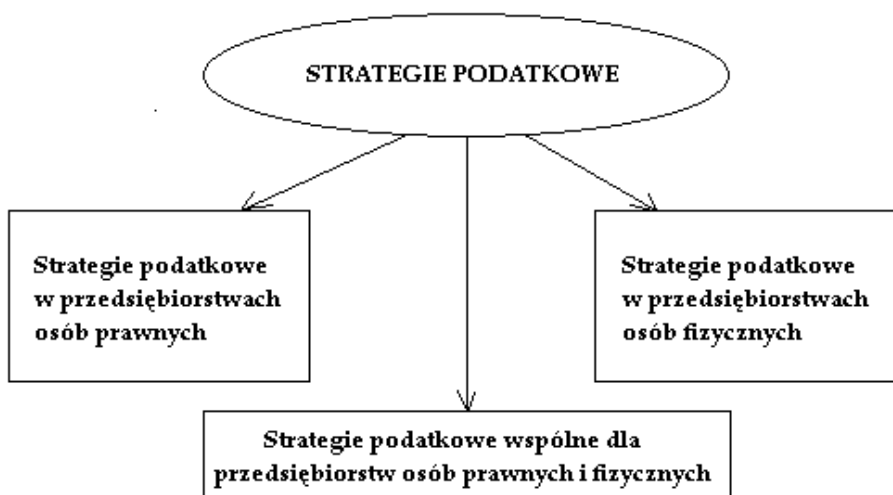 STRATEGIE PODATKOWE
Strategie podatkowe
w przedsiębiorstwach
osób prawnych
Strategie podatkowe
w przedsiębiorstwach
osób fizycznych
Strategie podatkowe wspólne dla
przedsiębiorstw osób prawnych i fizycznych